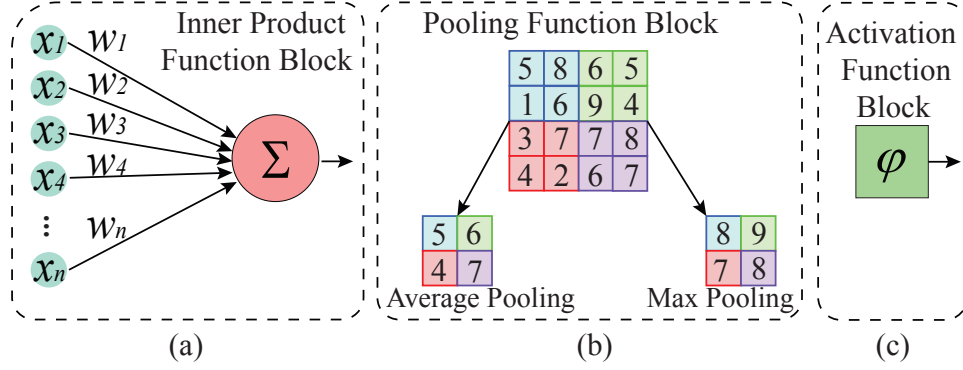 Inner Product
Function Block
x1 w1
x2 w2
x3 w3
x4 w4
...
xn wn
Σ
(a)
Pooling Function Block
5 8 6 5
1 6 9 4
3 7 7 8
4 2 6 7
5 6
4 7
Average Pooling
8 9
7 8
Max Pooling
(b)
Activation
Function
Block
φ
(c)